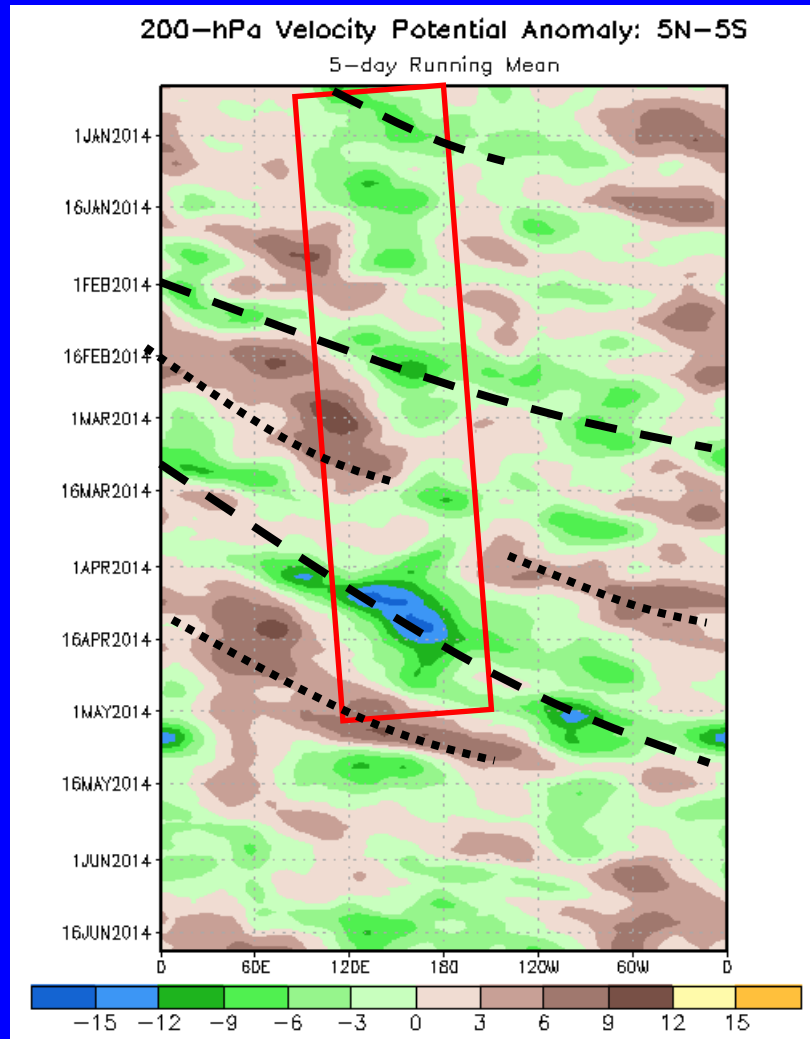 200-hPa Velocity Potential Anomaly: 5N-5S
5-day Running Mean
1JAN2014
16JAN2014
1FEB2014
16FEB2014
1MAR2014
16MAR2014
1APR2014
16APR2014
1MAY2014
16MAY2014
1JUN2014
16JUN2014
0 60E 120E 180 120W 60W 0
-15 -12 -9 -6 -3 0 3 6 9 12 15